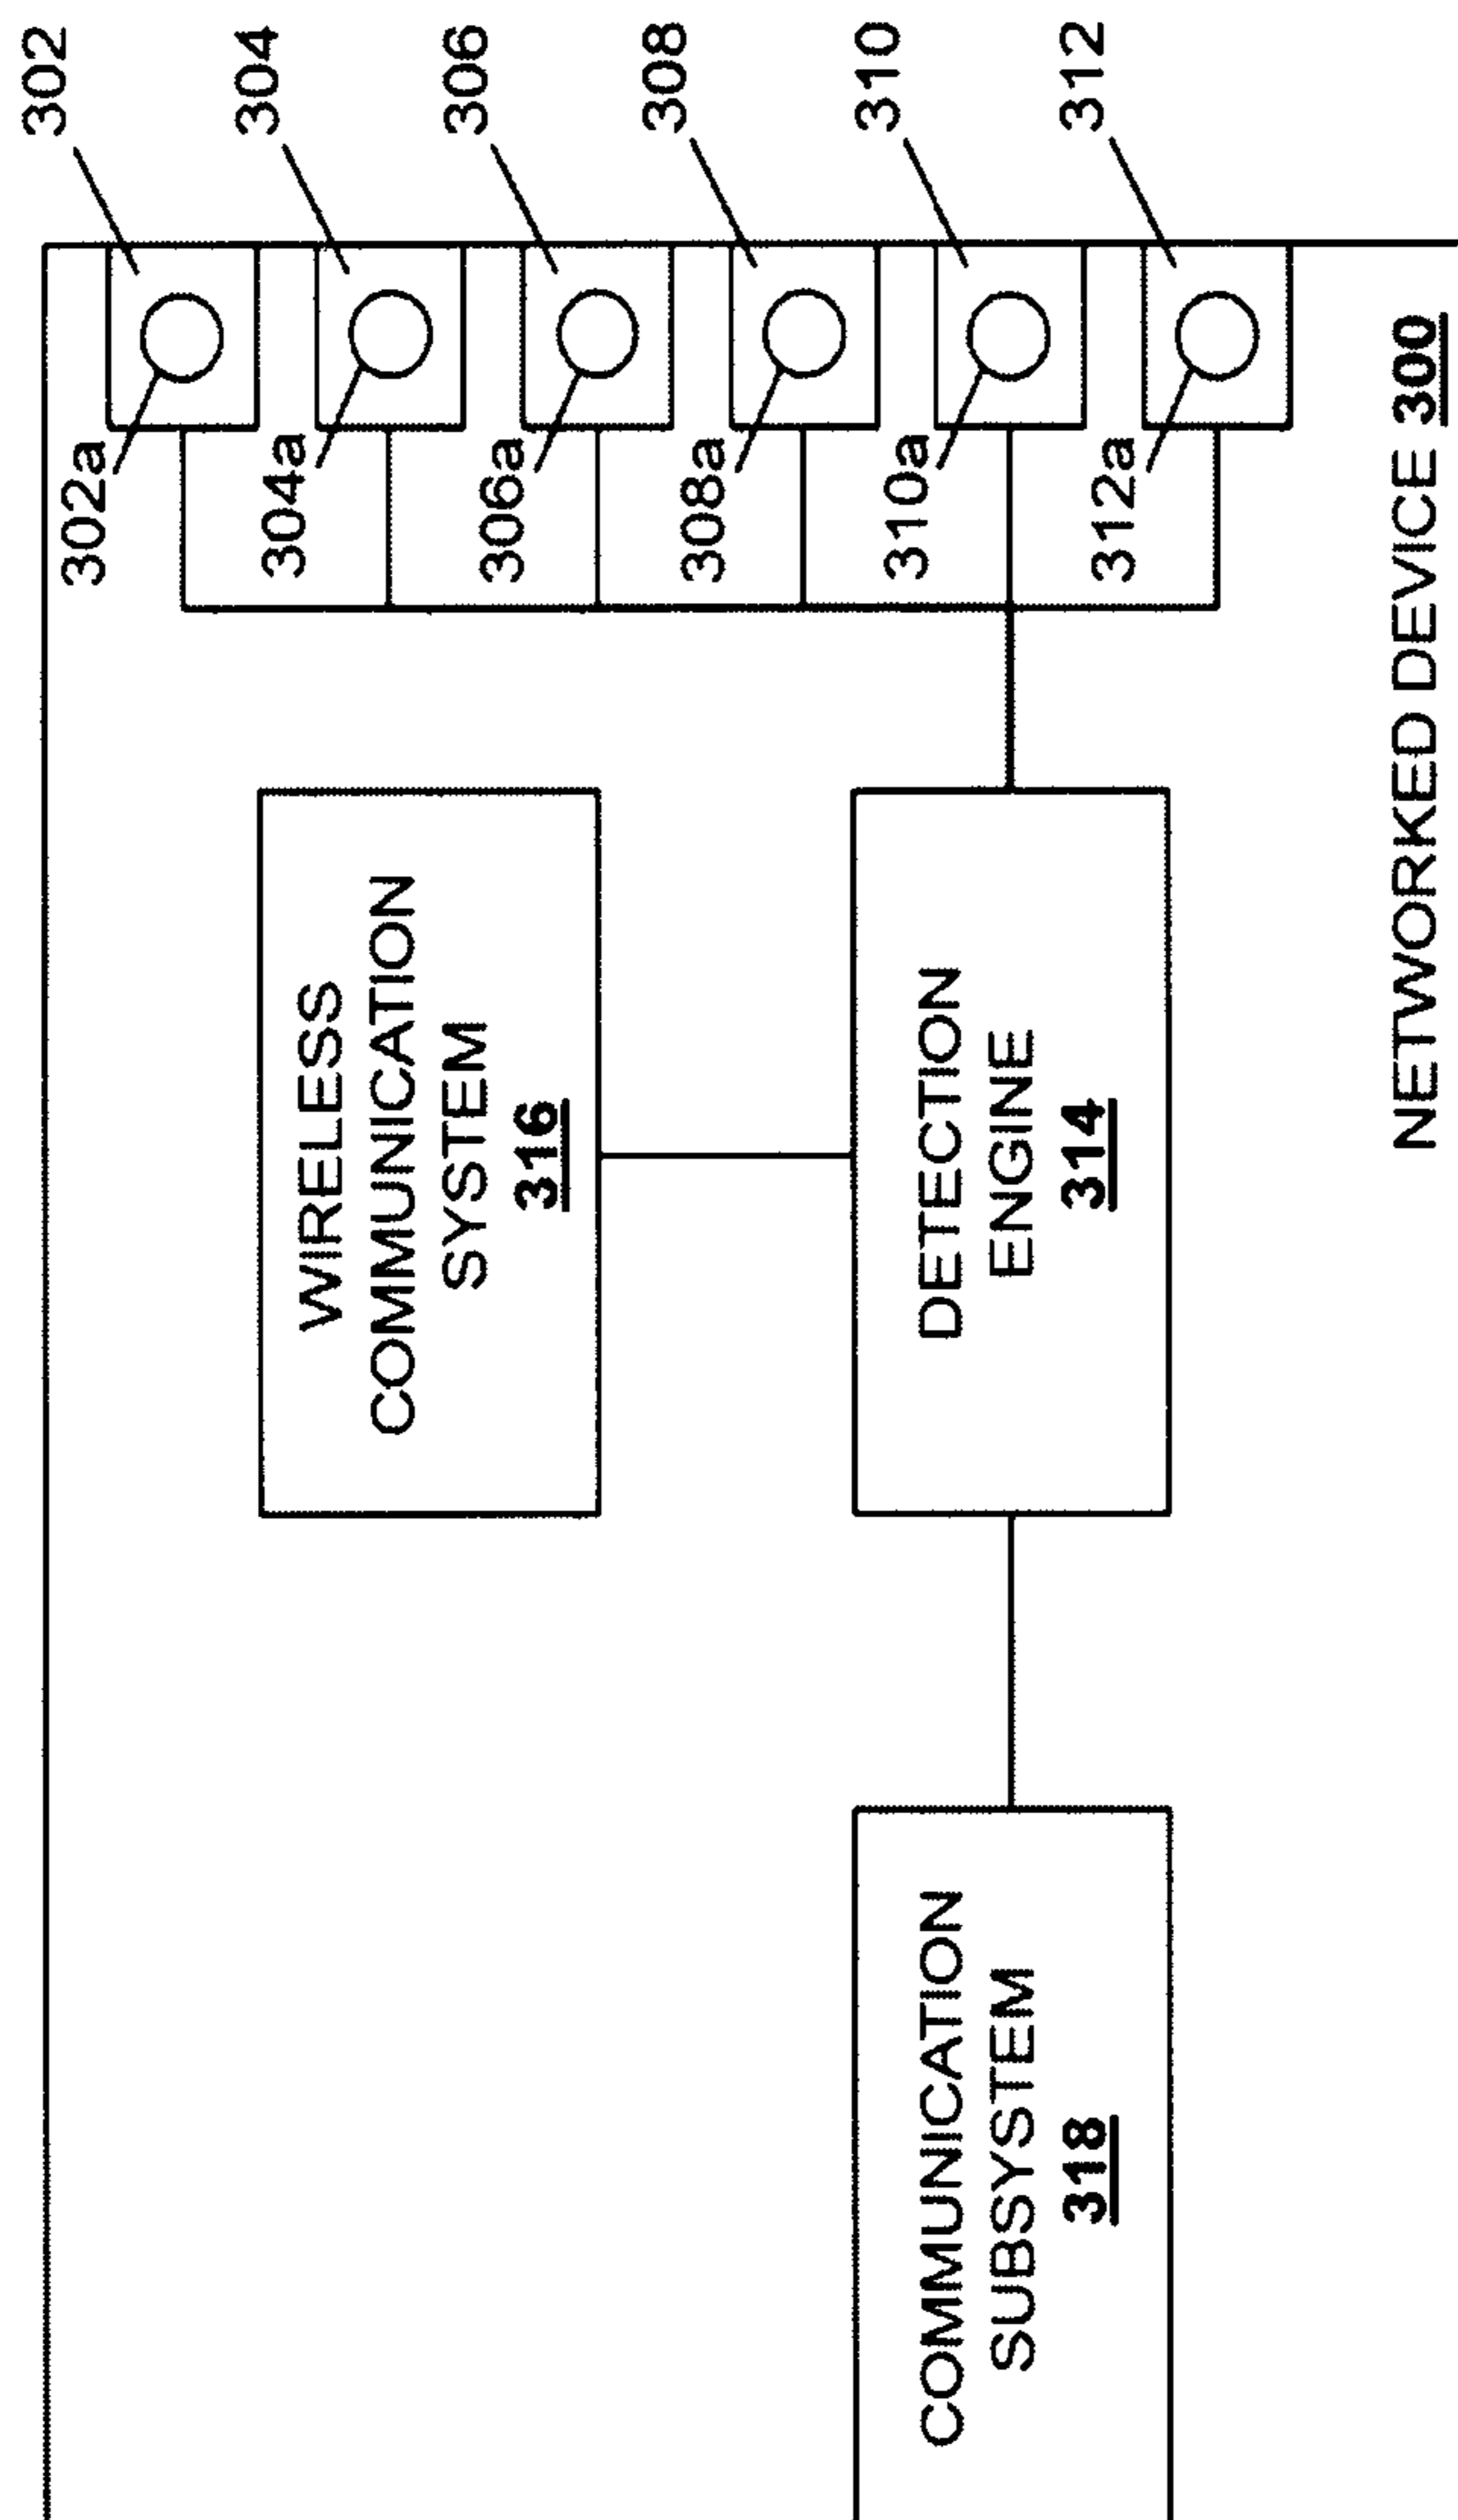 302
304
306
308
310
312
302a
304a
306a
308a
310a
312a
WIRELESS
COMMUNICATION
SYSTEM
316
DETECTION
ENGINE
314
COMMUNICATION
SUBSYSTEM
318
NETWORKED DEVICE 300